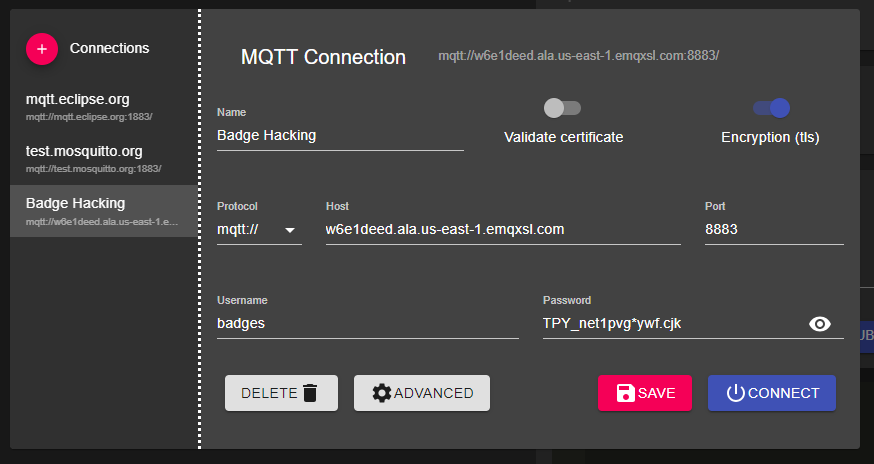 + Connections
mqtt.eclipse.org
mqtt://mqtt.eclipse.org:1883/
test.mosquitto.org
mqtt://test.mosquitto.org:1883/
Badge Hacking
mqtt://w6e1deed.ala.us-east-1.e...
MQTT Connection mqtt://w6e1deed.ala.us-east-1.emqxsl.com:8883/
Name
Badge Hacking
Validate certificate
Encryption (tls)
Protocol Host Port
mqtt:// w6e1deed.ala.us-east-1.emqxsl.com 8883
Username Password
badges TPY_net1pvg*ywf.cjk
DELETE ADVANCED SAVE CONNECT